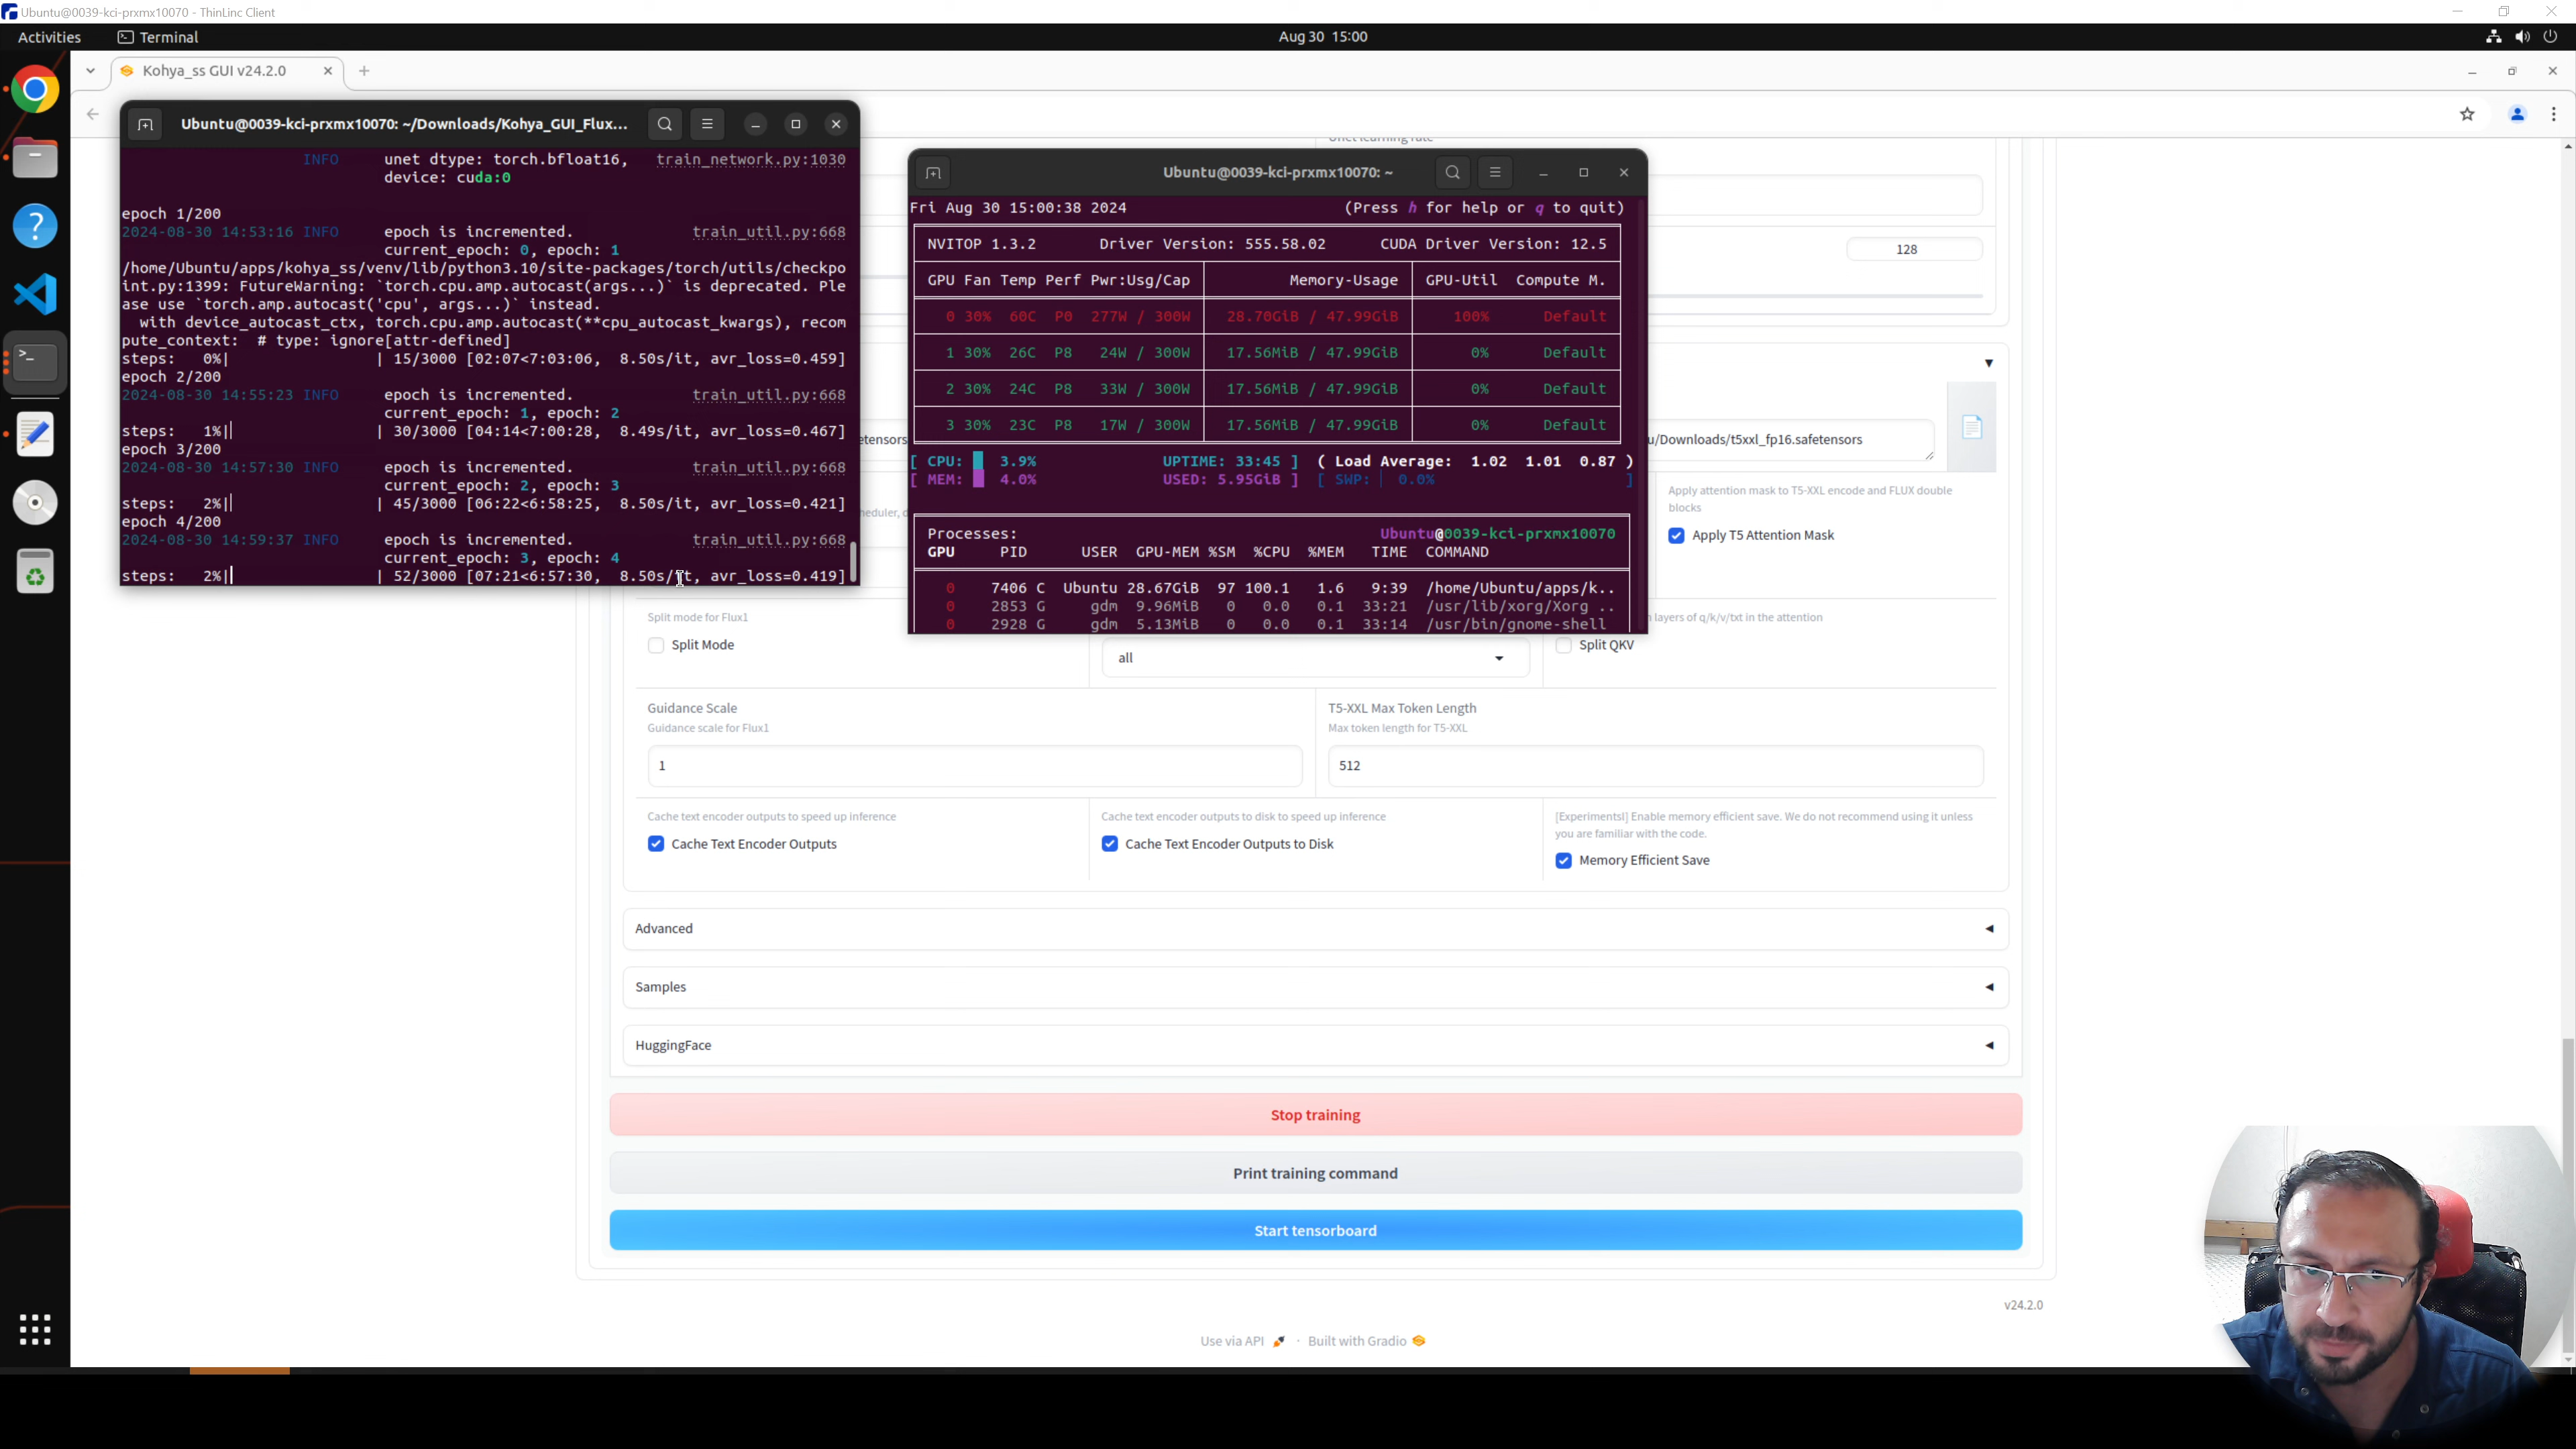 Ubuntu@0039-kci-prxmx10070 - ThinLinc Client
Activities
Terminal
Aug 30 15:00
Kohya_ss GUI v24.2.0
Ubuntu@0039-kci-prxmx10070: ~/Downloads/Kohya_GUI_Flux...
INFO unet dtype: torch.bfloat16, train_network.py:1030
device: cuda:0
epoch 1/200
2024-08-30 14:53:16 INFO epoch is incremented. train_util.py:668
current_epoch: 0, epoch: 1
/home/Ubuntu/apps/kohya_ss/venv/lib/python3.10/site-packages/torch/utils/checkpo
int.py:1399: FutureWarning: `torch.cpu.amp.autocast(args...)` is deprecated. Ple
ase use `torch.amp.autocast('cpu', args...)` instead.
with device_autocast_ctx, torch.cpu.amp.autocast(**cpu_autocast_kwargs), recom
pute_context: # type: ignore[attr-defined]
steps: 0%| | 15/3000 [02:07<7:03:06, 8.50s/it, avr_loss=0.459]
epoch 2/200
2024-08-30 14:55:23 INFO epoch is incremented. train_util.py:668
current_epoch: 1, epoch: 2
steps: 1%| | 30/3000 [04:14<7:00:28, 8.49s/it, avr_loss=0.467]
epoch 3/200
2024-08-30 14:57:30 INFO epoch is incremented. train_util.py:668
current_epoch: 2, epoch: 3
steps: 2%| | 45/3000 [06:22<6:58:25, 8.50s/it, avr_loss=0.421]
epoch 4/200
2024-08-30 14:59:37 INFO epoch is incremented. train_util.py:668
current_epoch: 3, epoch: 4
steps: 2%| | 52/3000 [07:21<6:57:30, 8.50s/it, avr_loss=0.419]
Ubuntu@0039-kci-prxmx10070: ~
Fri Aug 30 15:00:38 2024 (Press h for help or q to quit)
NVITOP 1.3.2 Driver Version: 555.58.02 CUDA Driver Version: 12.5
GPU Fan Temp Perf Pwr:Usg/Cap Memory-Usage GPU-Util Compute M.
0 30% 60C P0 277W / 300W 28.70GiB / 47.99GiB 100% Default
1 30% 26C P8 24W / 300W 17.56MiB / 47.99GiB 0% Default
2 30% 24C P8 33W / 300W 17.56MiB / 47.99GiB 0% Default
3 30% 23C P8 17W / 300W 17.56MiB / 47.99GiB 0% Default
[ CPU: 3.9% UPTIME: 33:45 ] ( Load Average: 1.02 1.01 0.87 )
[ MEM: 4.0% USED: 5.95GiB ] [ SWP: 0.0% ]
Processes: Ubuntu@0039-kci-prxmx10070
GPU PID USER GPU-MEM %SM %CPU %MEM TIME COMMAND
0 7406 C Ubuntu 28.67GiB 97 100.1 1.6 9:39 /home/Ubuntu/apps/k..
0 2853 G gdm 9.96MiB 0 0.0 0.1 33:21 /usr/lib/xorg/Xorg ..
0 2928 G gdm 5.13MiB 0 0.0 0.1 33:14 /usr/bin/gnome-shell
128
etensors
u/Downloads/t5xxl_fp16.safetensors
Apply attention mask to T5-XXL encode and FLUX double
blocks
Apply T5 Attention Mask
Split mode for Flux1
layers of q/k/v/txt in the attention
Split Mode
all
Split QKV
Guidance Scale
Guidance scale for Flux1
1
T5-XXL Max Token Length
Max token length for T5-XXL
512
Cache text encoder outputs to speed up inference
Cache Text Encoder Outputs
Cache text encoder outputs to disk to speed up inference
Cache Text Encoder Outputs to Disk
[Experimentsl] Enable memory efficient save. We do not recommend using it unless
you are familiar with the code.
Memory Efficient Save
Advanced
Samples
HuggingFace
Stop training
Print training command
Start tensorboard
v24.2.0
Use via API · Built with Gradio